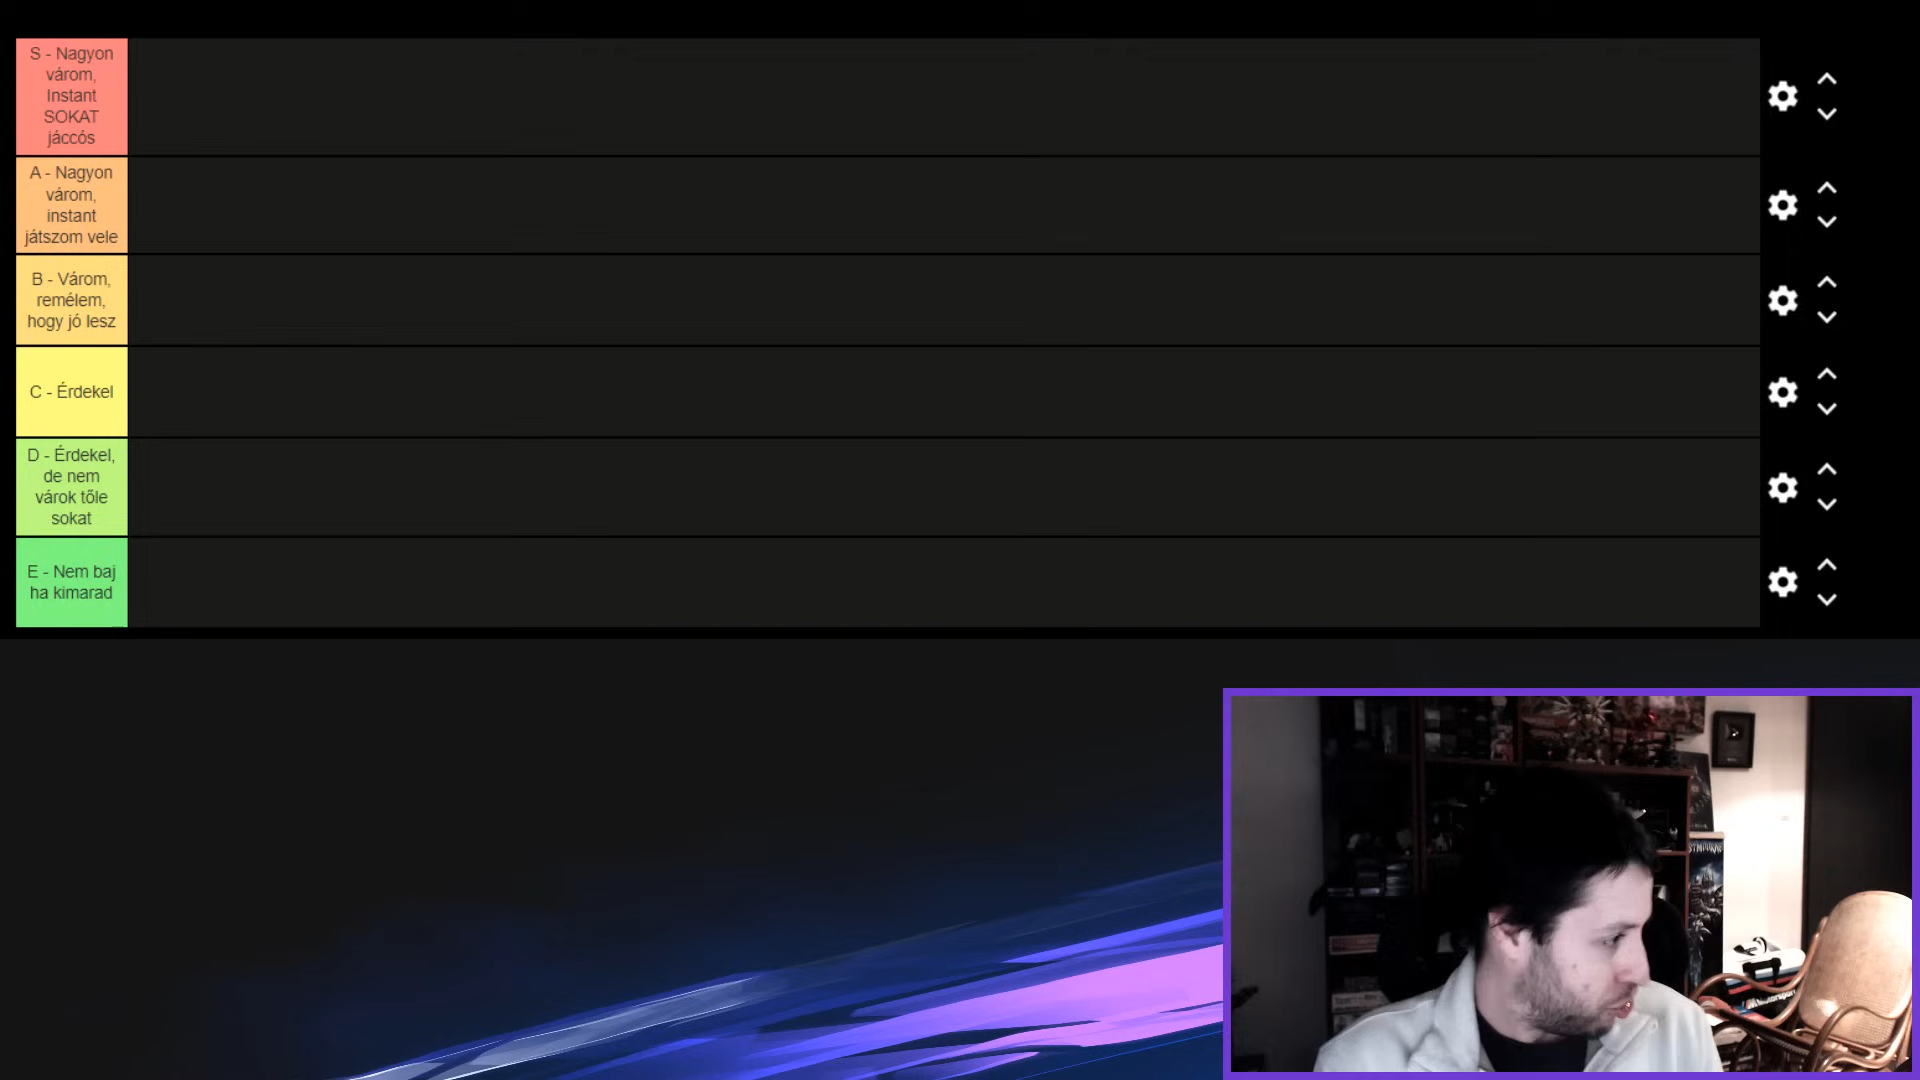 S - Nagyon
várom,
Instant
SOKAT
jáccós
A - Nagyon
várom,
instant
játszom vele
B - Várom,
remélem,
hogy jó lesz
C - Érdekel
D - Érdekel,
de nem
várok tőle
sokat
E - Nem baj
ha kimarad